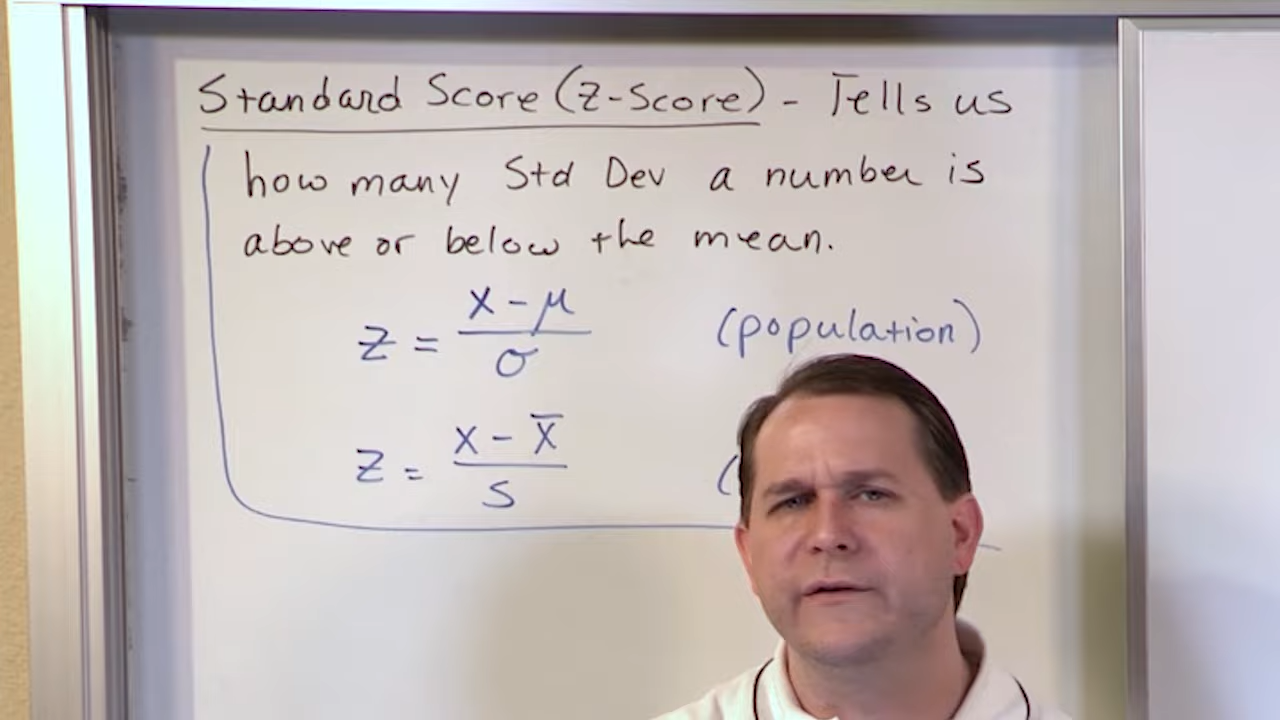 Standard Score (Z-Score) - Tells us
how many Std Dev a number is
above or below the mean.
z = (x - μ) / σ (population)
z = (x - x̄) / s (